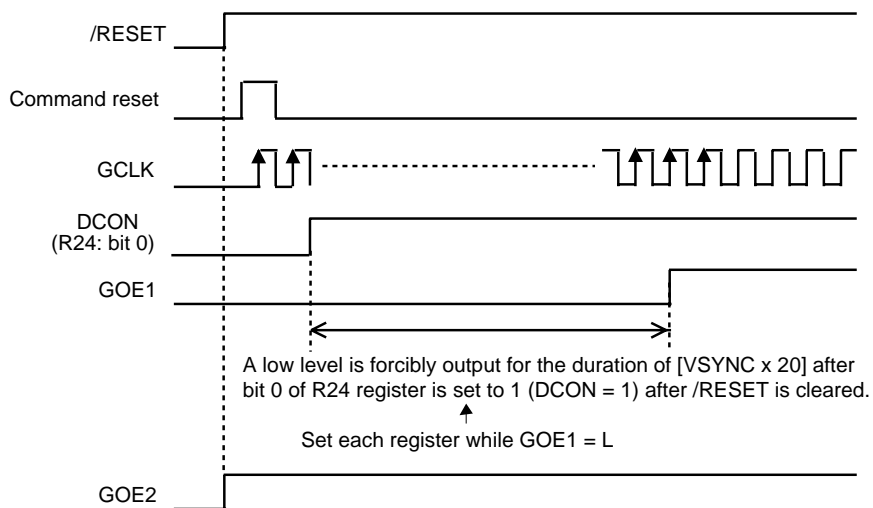 /RESET
Command reset
GCLK
DCON
(R24: bit 0)
GOE1
A low level is forcibly output for the duration of [VSYNC x 20] after
bit 0 of R24 register is set to 1 (DCON = 1) after /RESET is cleared.
Set each register while GOE1 = L
GOE2